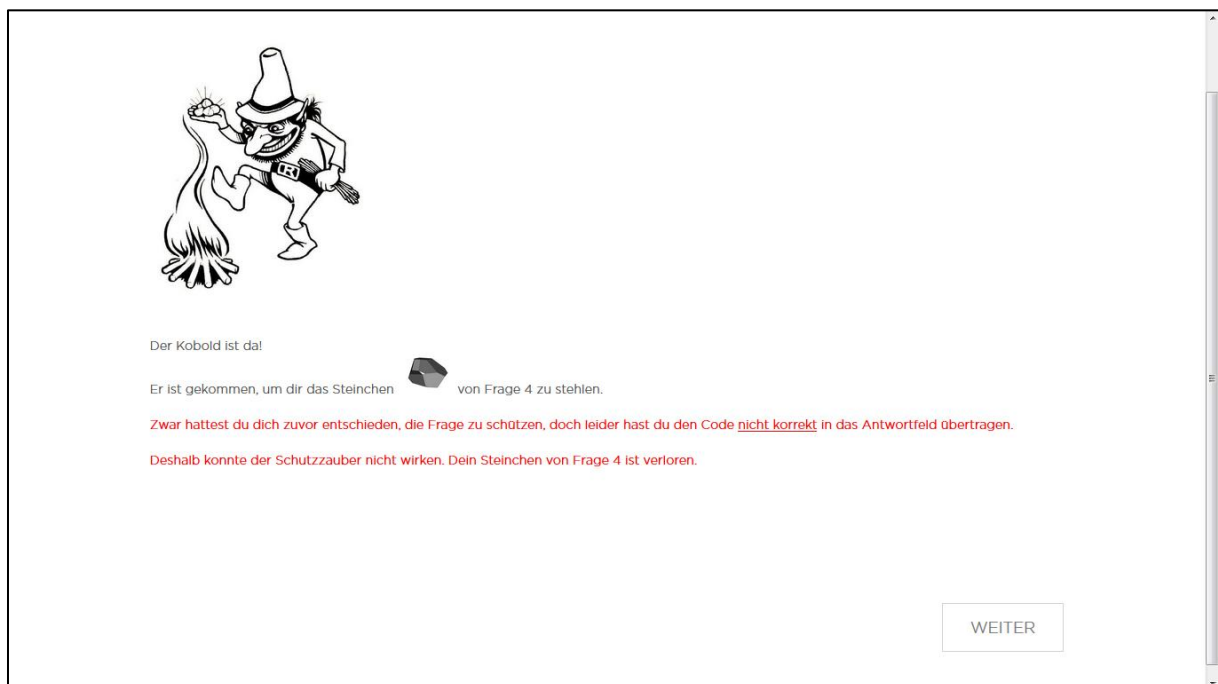 R
Der Kobold ist da!
Er ist gekommen, um dir das Steinchen von Frage 4 zu stehlen.
Zwar hattest du dich zuvor entschieden, die Frage zu schützen, doch leider hast du den Code nicht korrekt in das Antwortfeld übertragen.
Deshalb konnte der Schutzzauber nicht wirken. Dein Steinchen von Frage 4 ist verloren.
WEITER